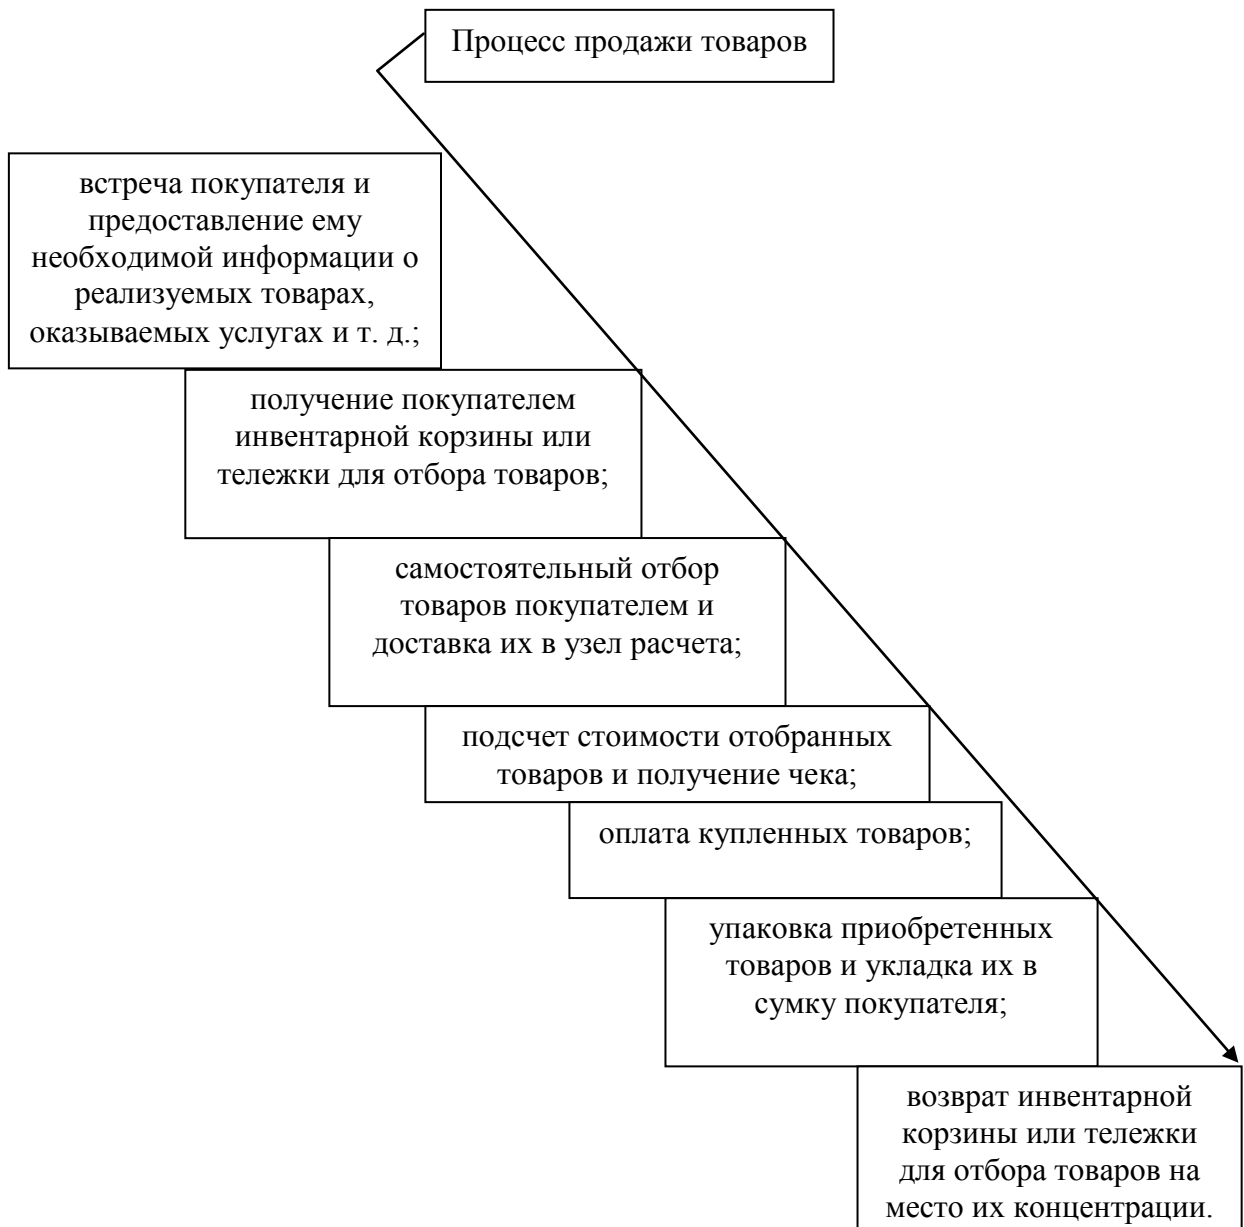 Процесс продажи товаров
встреча покупателя и
предоставление ему
необходимой информации о
реализуемых товарах,
оказываемых услугах и т. д.;
получение покупателем
инвентарной корзины или
тележки для отбора товаров;
самостоятельный отбор
товаров покупателем и
доставка их в узел расчета;
подсчет стоимости отобранных
товаров и получение чека;
оплата купленных товаров;
упаковка приобретенных
товаров и укладка их в
сумку покупателя;
возврат инвентарной
корзины или тележки
для отбора товаров на
место их концентрации.